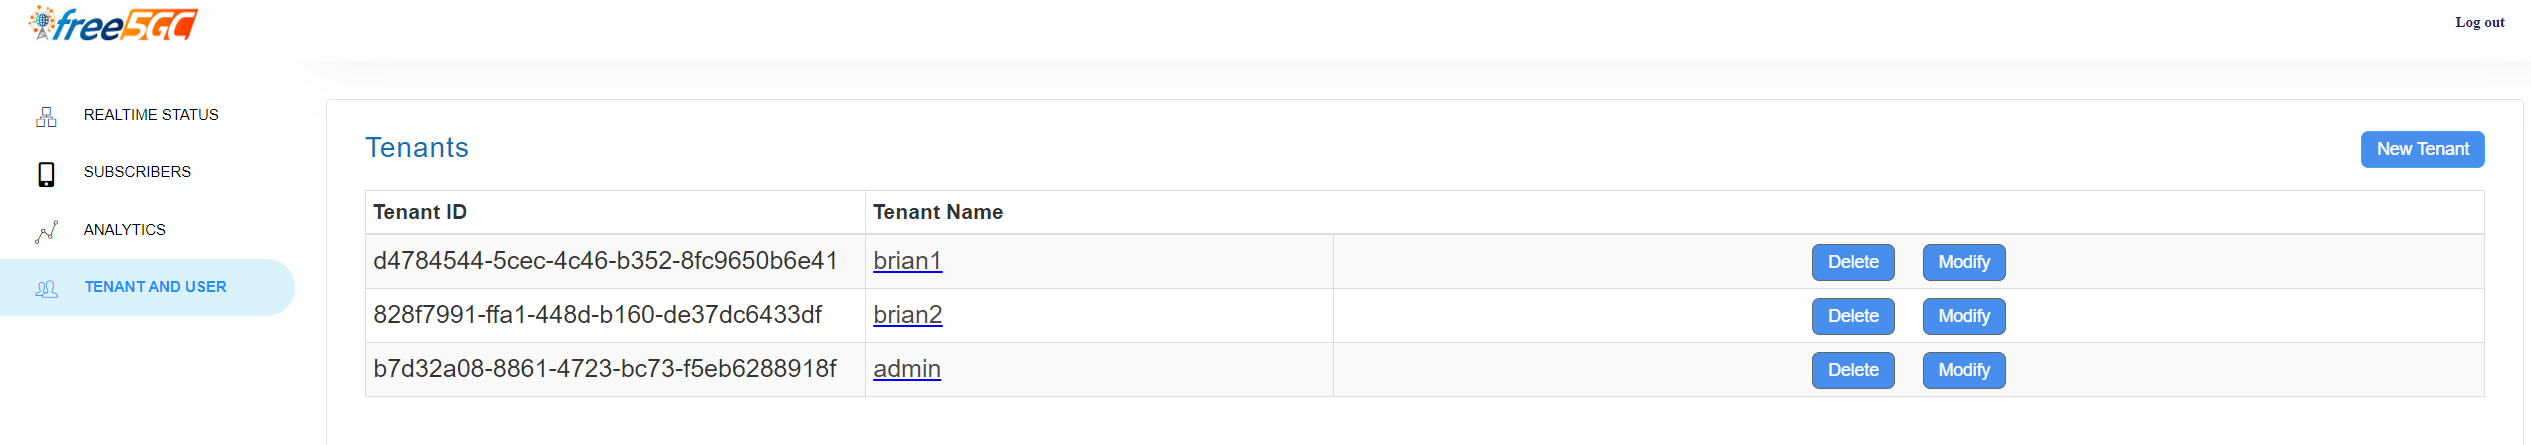 free5GC
Log out
REALTIME STATUS
SUBSCRIBERS
ANALYTICS
TENANT AND USER
Tenants
New Tenant
Tenant ID Tenant Name
d4784544-5cec-4c46-b352-8fc9650b6e41 brian1 Delete Modify
828f7991-ffa1-448d-b160-de37dc6433df brian2 Delete Modify
b7d32a08-8861-4723-bc73-f5eb6288918f admin Delete Modify